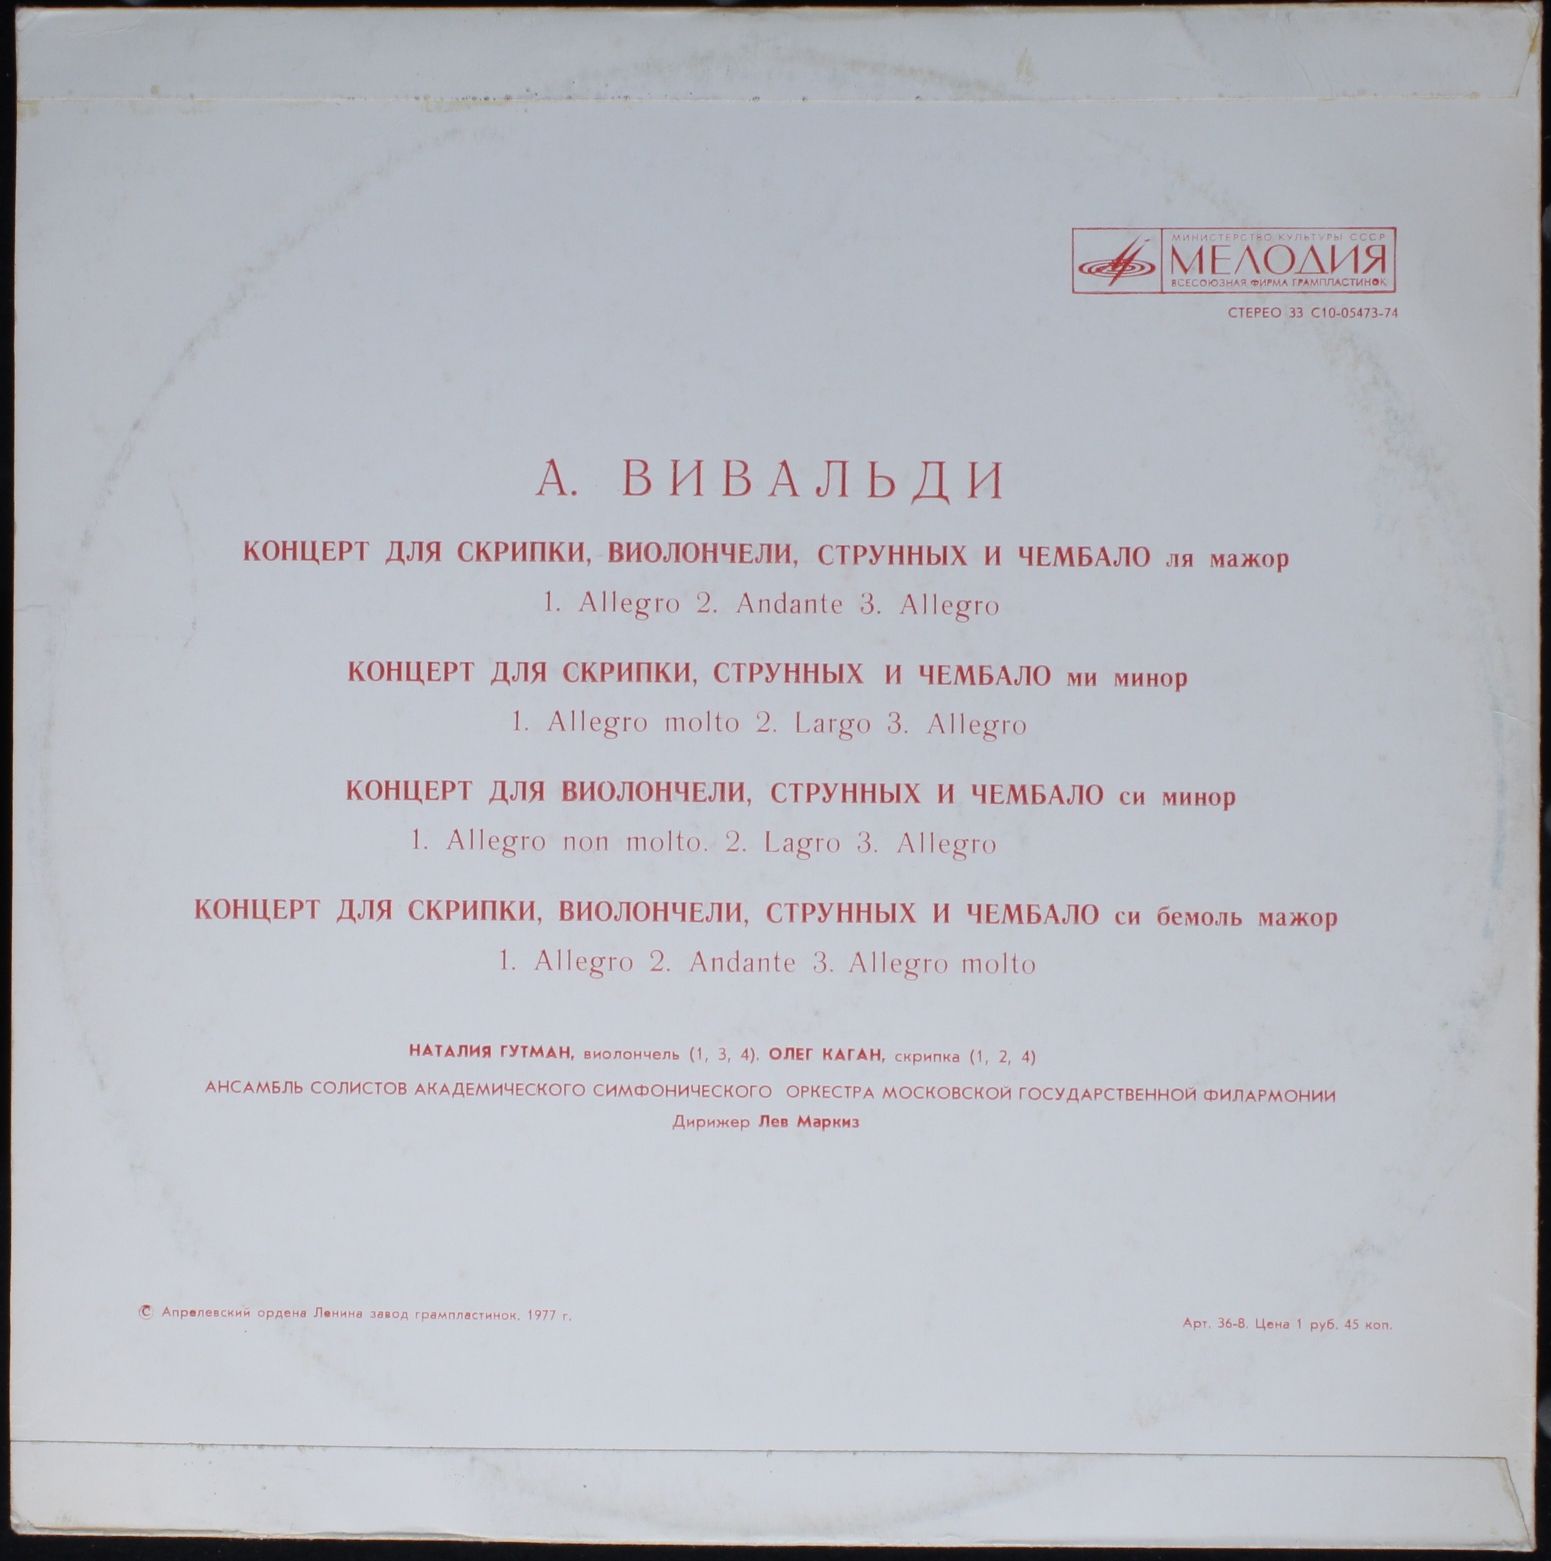 МИНИСТЕРСТВО КУЛЬТУРЫ СССР
МЕЛОДИЯ
ВСЕСОЮЗНАЯ ФИРМА ГРАМПЛАСТИНОК
СТЕРЕО 33 С10-05473-74
А. ВИВАЛЬДИ
КОНЦЕРТ ДЛЯ СКРИПКИ, ВИОЛОНЧЕЛИ, СТРУННЫХ И ЧЕМБАЛО ля мажор
1. Allegro 2. Andante 3. Allegro
КОНЦЕРТ ДЛЯ СКРИПКИ, СТРУННЫХ И ЧЕМБАЛО ми минор
1. Allegro molto 2. Largo 3. Allegro
КОНЦЕРТ ДЛЯ ВИОЛОНЧЕЛИ, СТРУННЫХ И ЧЕМБАЛО си минор
1. Allegro non molto. 2. Lagro 3. Allegro
КОНЦЕРТ ДЛЯ СКРИПКИ, ВИОЛОНЧЕЛИ, СТРУННЫХ И ЧЕМБАЛО си бемоль мажор
1. Allegro 2. Andante 3. Allegro molto
НАТАЛИЯ ГУТМАН, виолончель (1, 3, 4). ОЛЕГ КАГАН, скрипка (1, 2, 4)
АНСАМБЛЬ СОЛИСТОВ АКАДЕМИЧЕСКОГО СИМФОНИЧЕСКОГО ОРКЕСТРА МОСКОВСКОЙ ГОСУДАРСТВЕННОЙ ФИЛАРМОНИИ
Дирижер Лев Маркиз
© Апрелевский ордена Ленина завод грампластинок. 1977 г.
Арт. 36-8. Цена 1 руб. 45 коп.